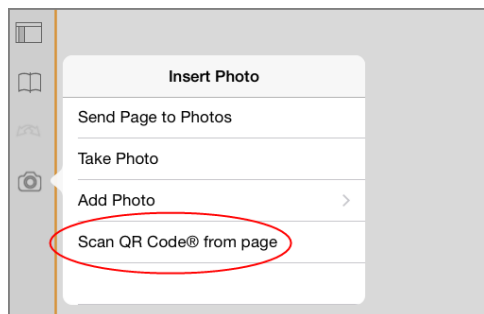 Insert Photo
Send Page to Photos
Take Photo
Add Photo
Scan QR Code® from page